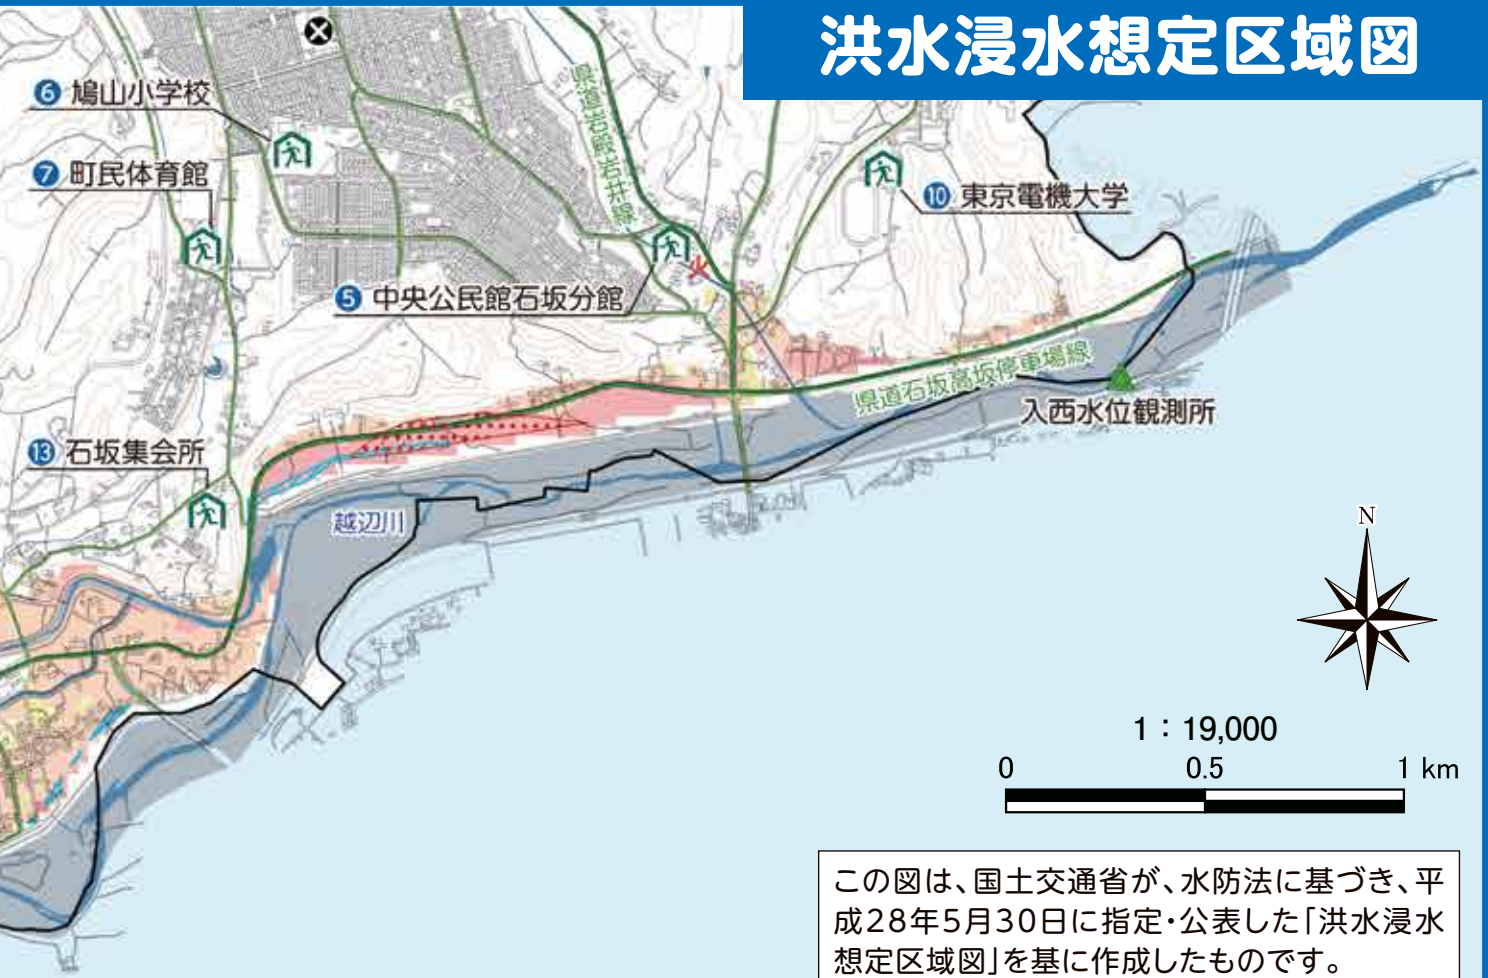 洪水浸水想定区域図
⑥ 鳩山小学校
県道岩殿岩井線
⑦ 町民体育館
⑩ 東京電機大学
⑤ 中央公民館石坂分館
火
県道石坂高坂停車場線
入西水位観測所
⑬ 石坂集会所
越辺川
N
1：19,000
0 0.5 1 km
この図は、国土交通省が、水防法に基づき、平
成28年5月30日に指定・公表した「洪水浸水
想定区域図」を基に作成したものです。